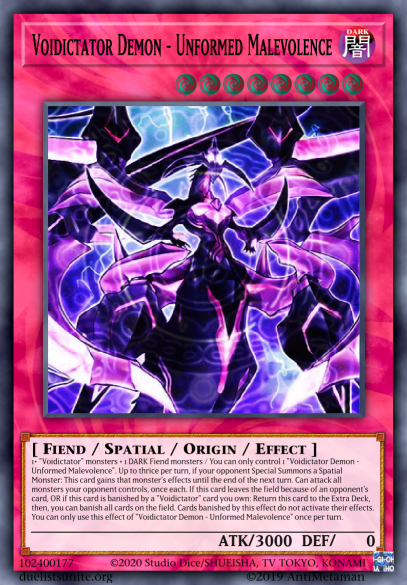 Voidictator Demon - Unformed Malevolence
DARK
闇
[ Fiend / Spatial / Origin / Effect ]
1+ "Voidictator" monsters + 1 DARK Fiend monsters / You can only control 1 "Voidictator Demon -
Unformed Malevolence". Up to thrice per turn, if your opponent Special Summons a Spatial
Monster: This card gains that monster's effects until the end of the next turn. Can attack all
monsters your opponent controls, once each. If this card leaves the field because of an opponent's
card, OR if this card is banished by a "Voidictator" card you own: Return this card to the Extra Deck,
then, you can banish all cards on the field. Cards banished by this effect do not activate their effects.
You can only use this effect of "Voidictator Demon - Unformed Malevolence" once per turn.
ATK/3000 DEF/ 0
102400177 ©2020 Studio Dice/SHUEISHA, TV TOKYO, KONAMI
duelistsunite.org ©2019 AntiMetaman